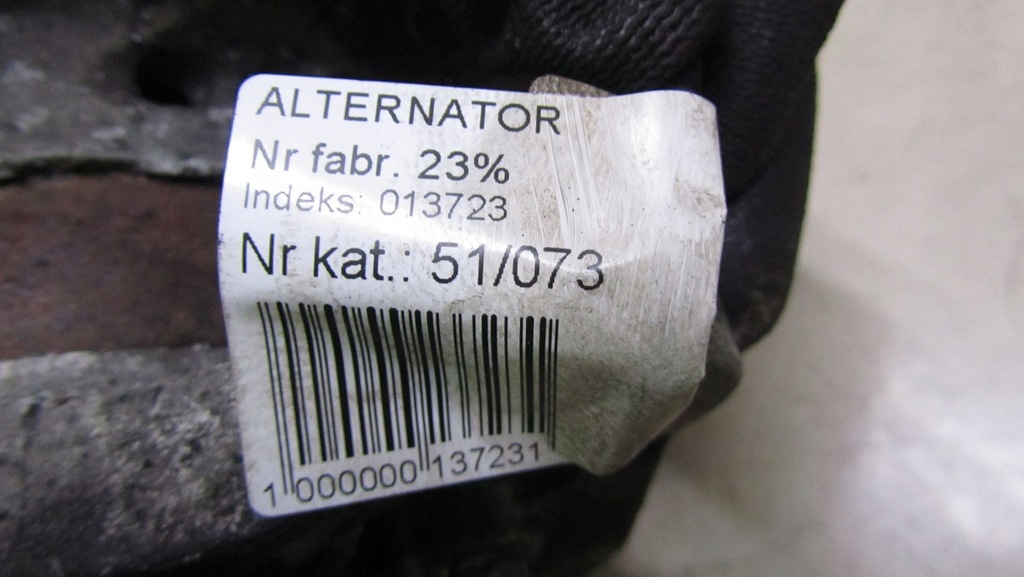 ALTERNATOR
Nr fabr. 23%
Indeks: 013723
Nr kat.: 51/073
1 000000 137231